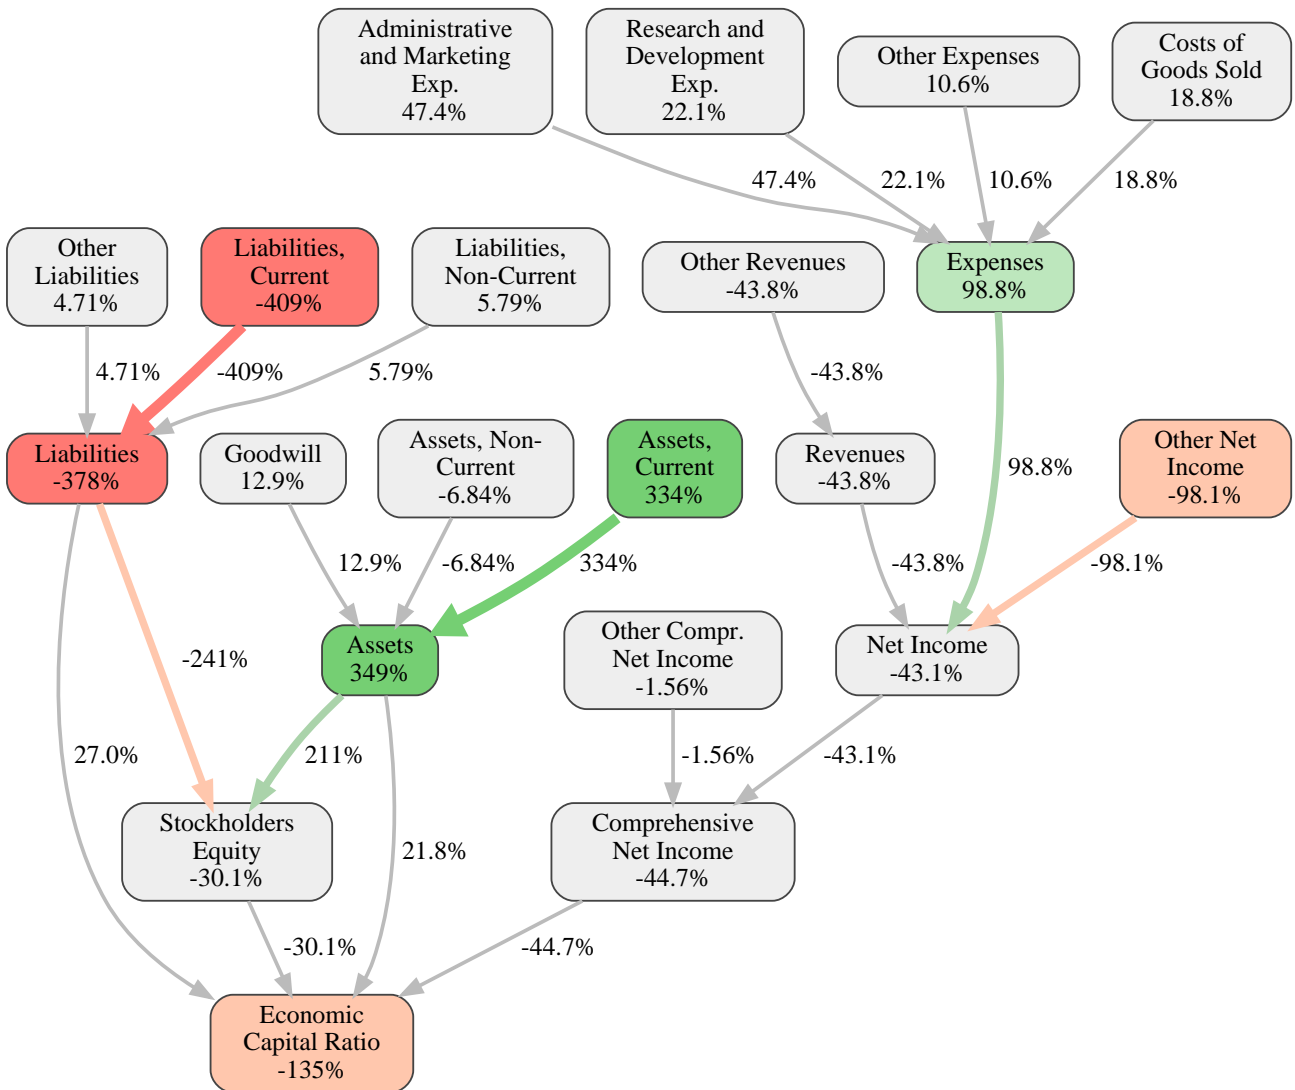 Administrative
and Marketing
Exp.
47.4%
Research and
Development
Exp.
22.1%
Other Expenses
10.6%
Costs of
Goods Sold
18.8%
47.4%
22.1%
10.6%
18.8%
Other
Liabilities
4.71%
Liabilities,
Current
-409%
Liabilities,
Non-Current
5.79%
Other Revenues
-43.8%
Expenses
98.8%
4.71%
-409%
5.79%
-43.8%
Liabilities
-378%
Goodwill
12.9%
Assets, Non-
Current
-6.84%
Assets,
Current
334%
Revenues
-43.8%
98.8%
Other Net
Income
-98.1%
12.9%
-6.84%
334%
-43.8%
-98.1%
-241%
Assets
349%
Other Compr.
Net Income
-1.56%
Net Income
-43.1%
27.0%
211%
-1.56%
-43.1%
Stockholders
Equity
-30.1%
21.8%
Comprehensive
Net Income
-44.7%
-30.1%
-44.7%
Economic
Capital Ratio
-135%